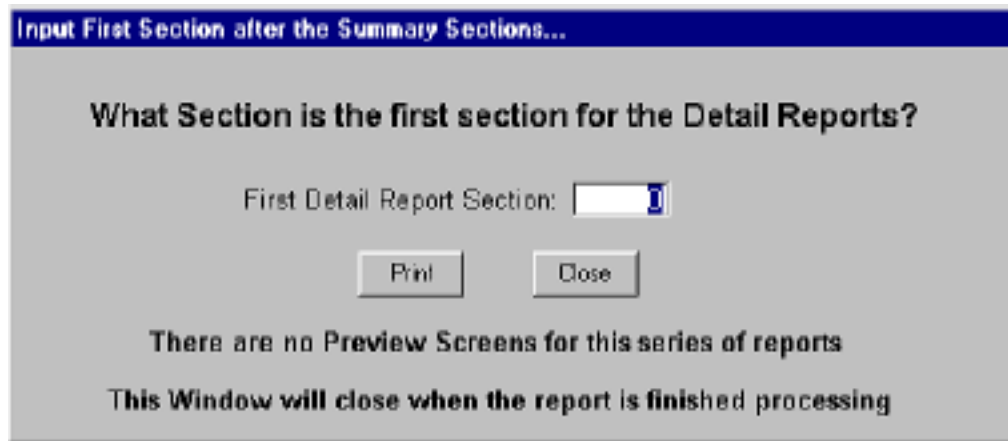 Input First Section after the Summary Sections...
What Section is the first section for the Detail Reports?
First Detail Report Section: 0
Print Close
There are no Preview Screens for this series of reports
This Window will close when the report is finished processing